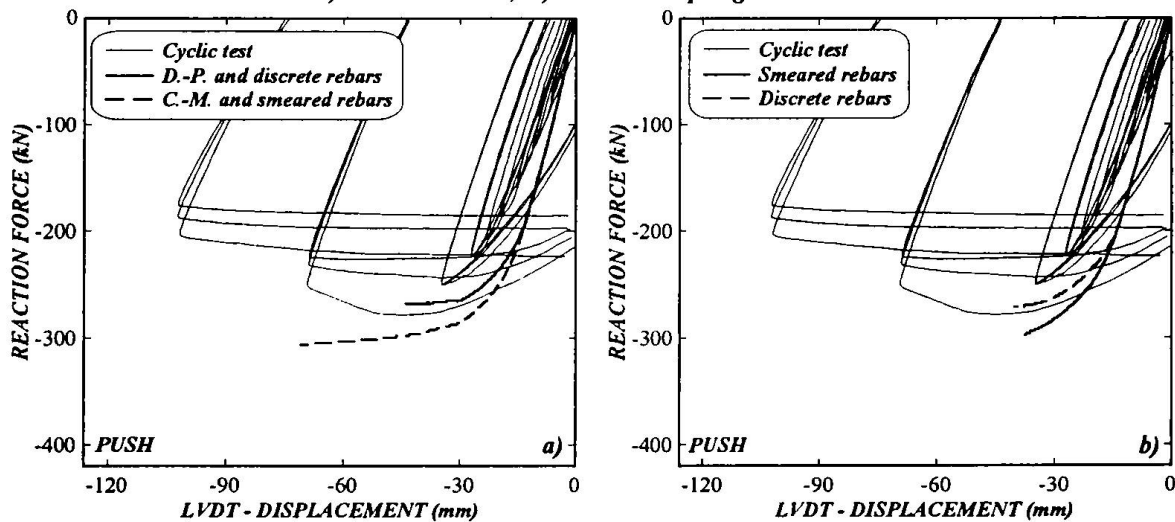 0
-100
-200
-300
-400
REACTION FORCE (kN)
Cyclic test
D.-P. and discrete rebars
C.-M. and smeared rebars
PUSH
a)
-120
-90
-60
-30
0
LVDT - DISPLACEMENT (mm)
0
-100
-200
-300
-400
REACTION FORCE (kN)
Cyclic test
Smeared rebars
Discrete rebars
PUSH
b)
-120
-90
-60
-30
0
LVDT - DISPLACEMENT (mm)